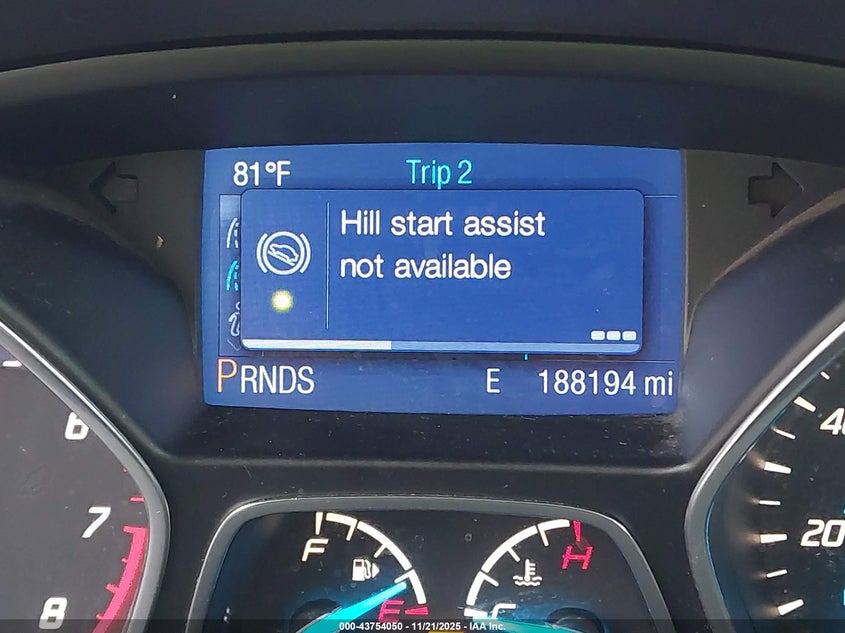 81°F Trip 2
Hill start assist
not available
PRNDS E 188194 mi
6
7
8
F
E
H
C
40
20
000-43754050 - 11/21/2025 - IAA Inc.